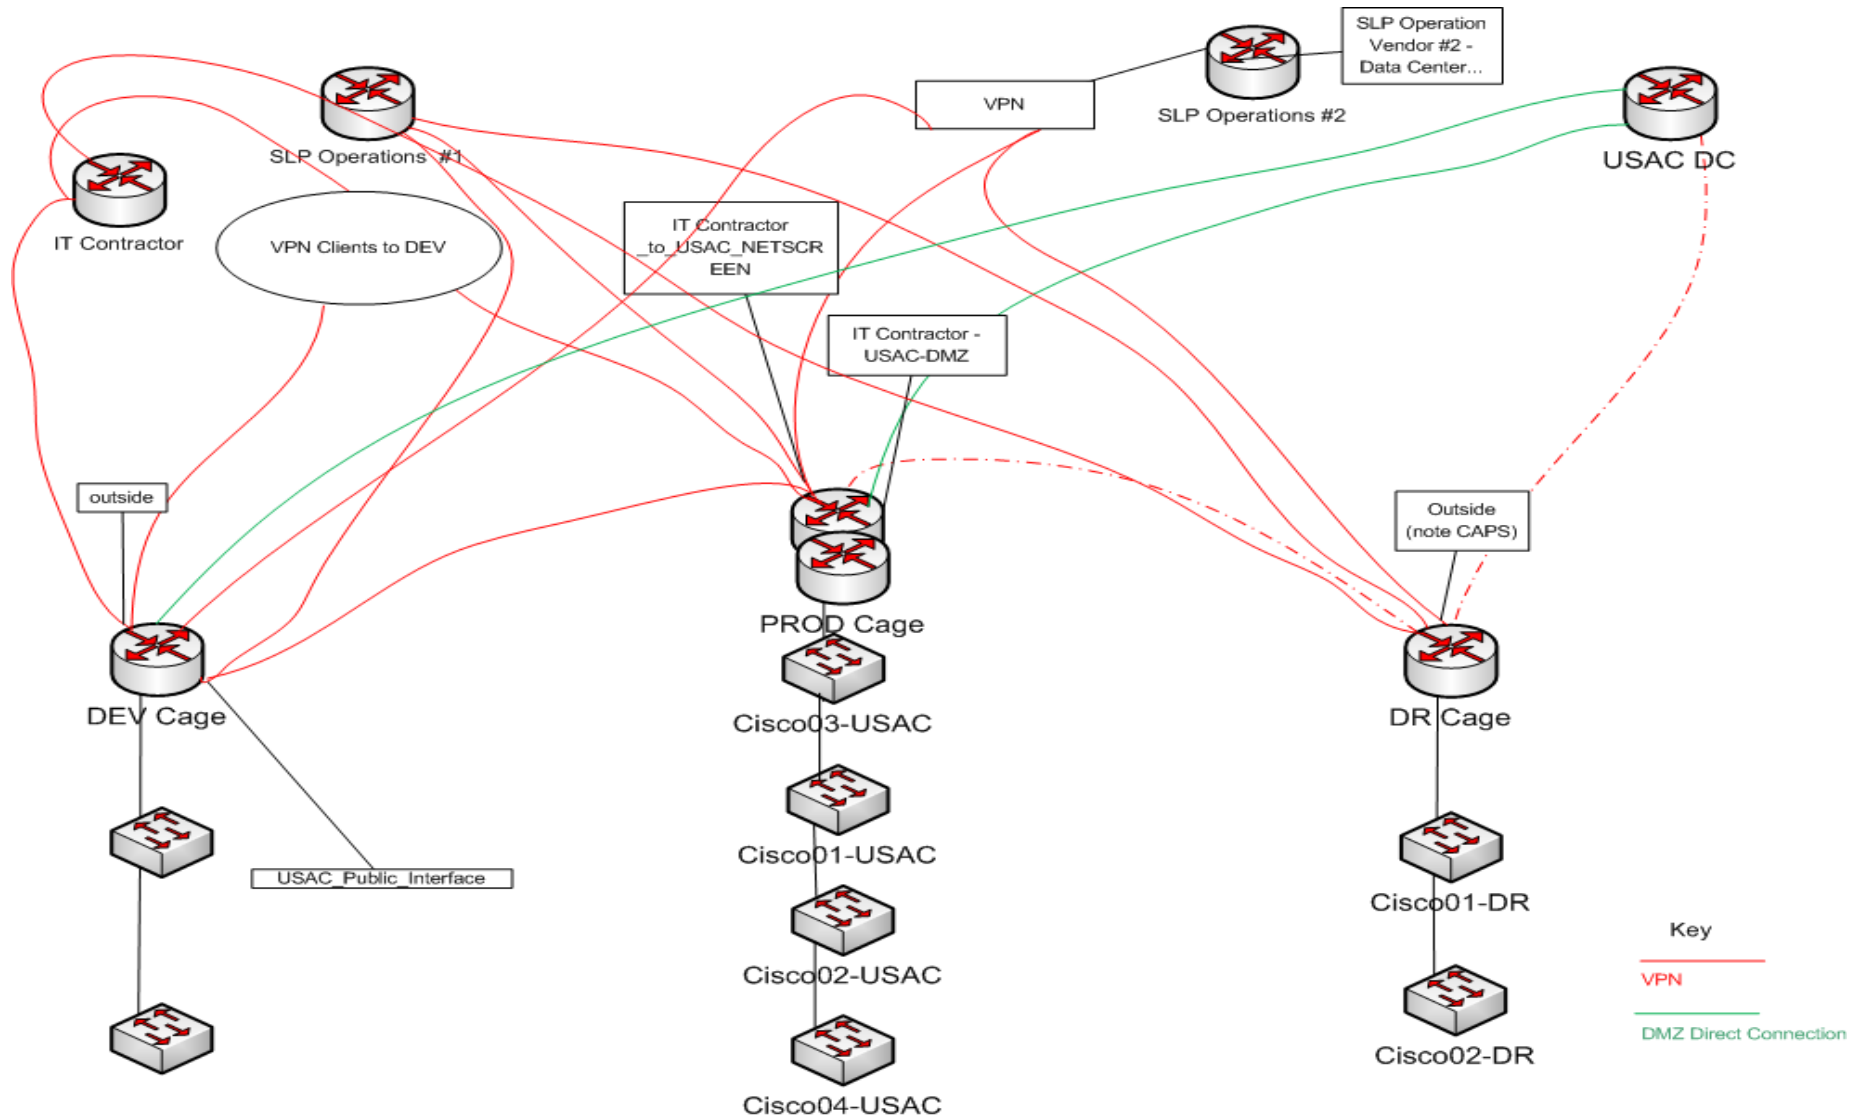 SLP Operation
Vendor #2 -
Data Center...
VPN
SLP Operations #2
SLP Operations #1
USAC DC
IT Contractor
VPN Clients to DEV
IT Contractor
_to_USAC_NETSCR
EEN
IT Contractor -
USAC-DMZ
outside
Outside
(note CAPS)
PROD Cage
DEV Cage
DR Cage
Cisco03-USAC
Cisco01-USAC
USAC_Public_Interface
Cisco01-DR
Cisco02-USAC
Cisco02-DR
Cisco04-USAC
Key
VPN
DMZ Direct Connection